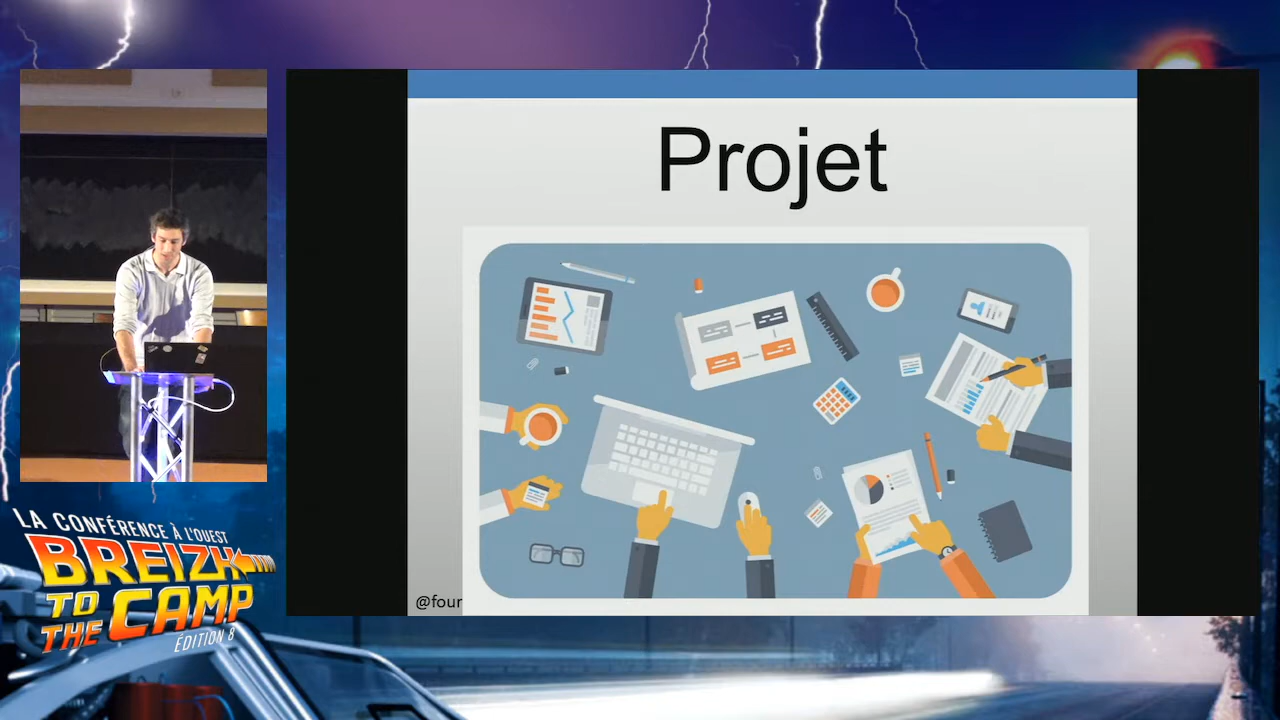 Projet
@four
LA CONFÉRENCE À L'OUEST
BREIZH
TO
THE CAMP
ÉDITION 8